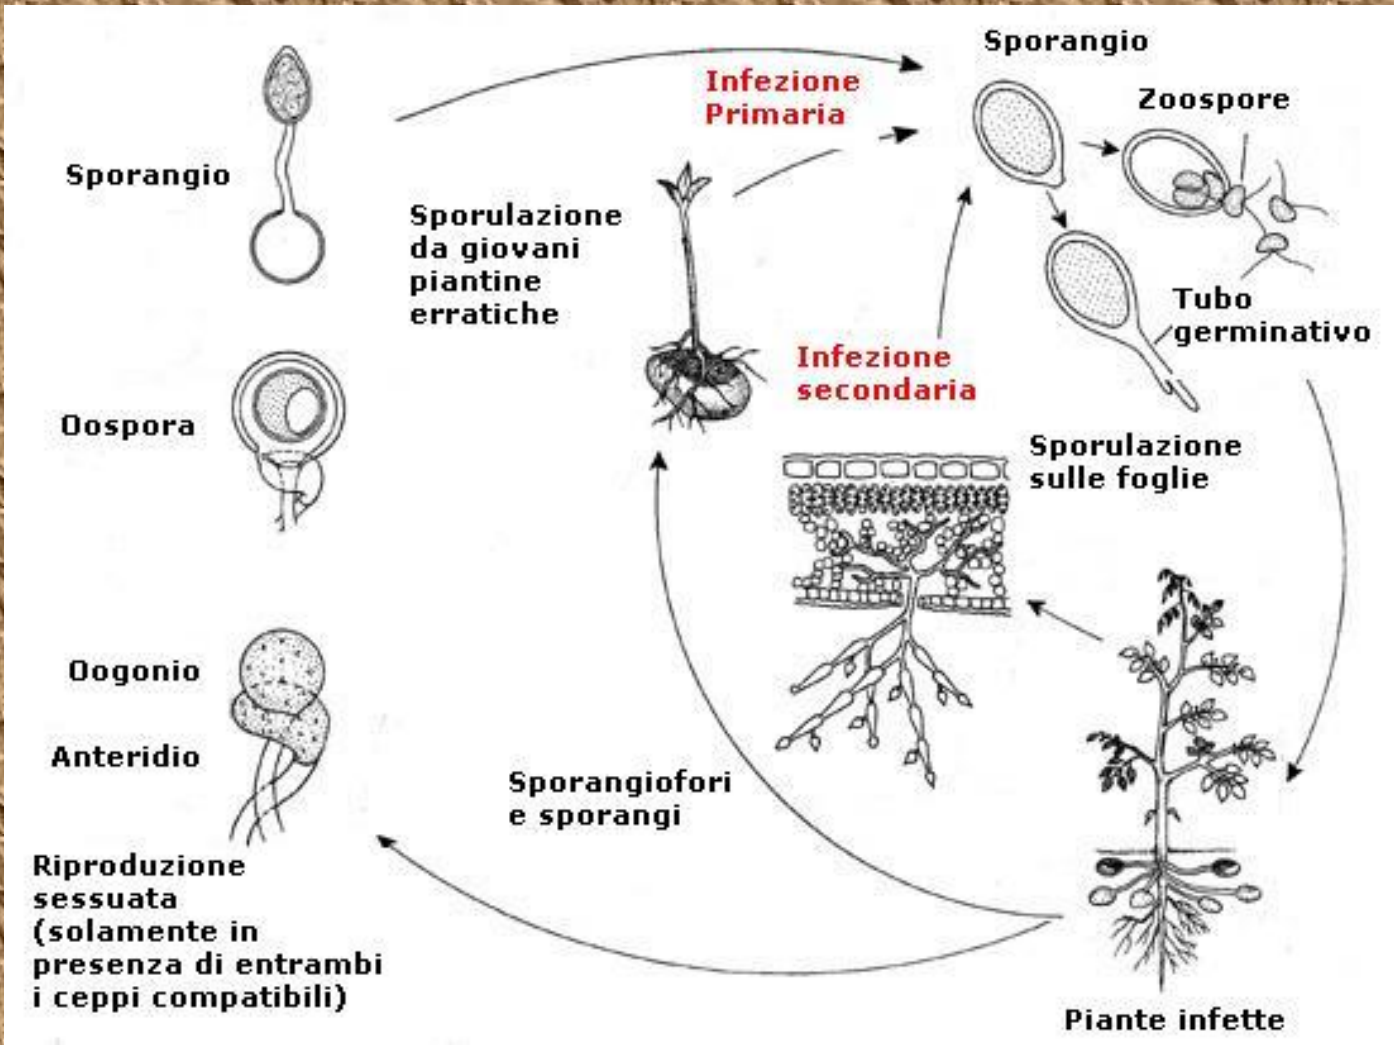 Sporangio
Zoospore
Infezione
Primaria
Sporangio
Sporulazione
da giovani
piantine
erratiche
Tubo
germinativo
Infezione
secondaria
Oospora
Sporulazione
sulle foglie
Oogonio
Anteridio
Sporangiofori
e sporangi
Riproduzione
sessuata
(solamente in
presenza di entrambi
i ceppi compatibili)
Piante infette